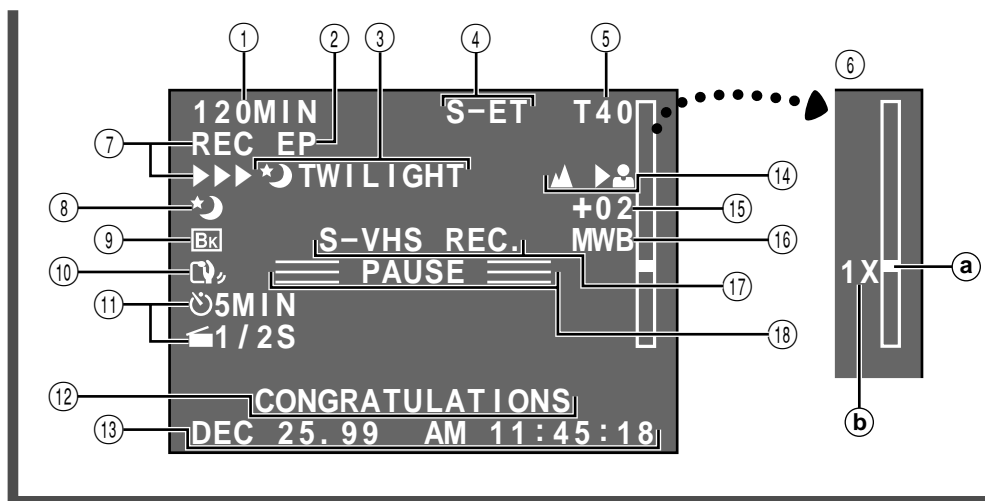 ① ② ③ ④ ⑤ ⑥
120MIN S-ET T40
⑦ REC EP
TWILIGHT ⑭
⑧ +02 ⑮
⑨ BK S-VHS REC. MWB ⑯
⑩ PAUSE ⑰
⑪ 5MIN
1/2S ⑱
⑫ CONGRATULATIONS
⑬ DEC 25.99 AM 11:45:18
1X a
b